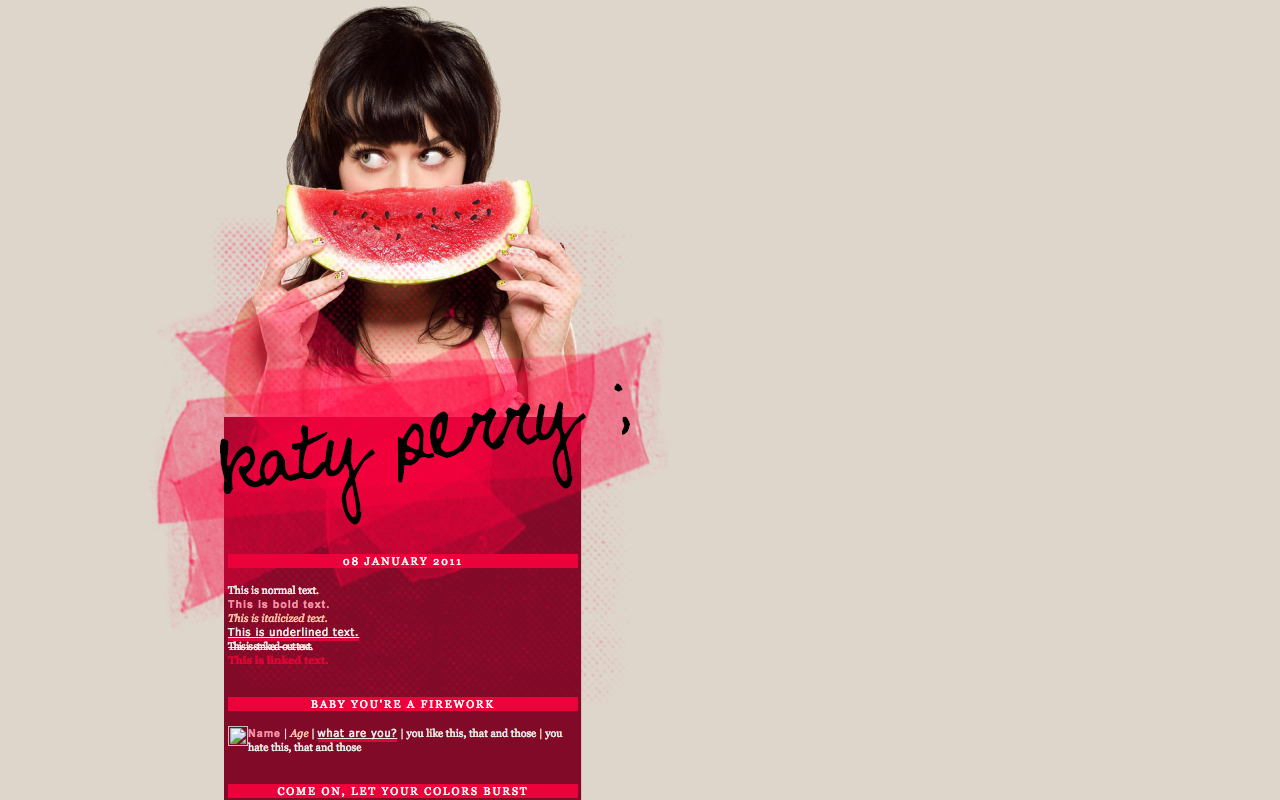 katy perry ;
08 JANUARY 2011
This is normal text.
This is bold text.
This is italicized text.
This is underlined text.
This is striked-out text.
This is linked text.
BABY YOU'RE A FIREWORK
Name | Age | what are you? | you like this, that and those | you
hate this, that and those
COME ON, LET YOUR COLORS BURST